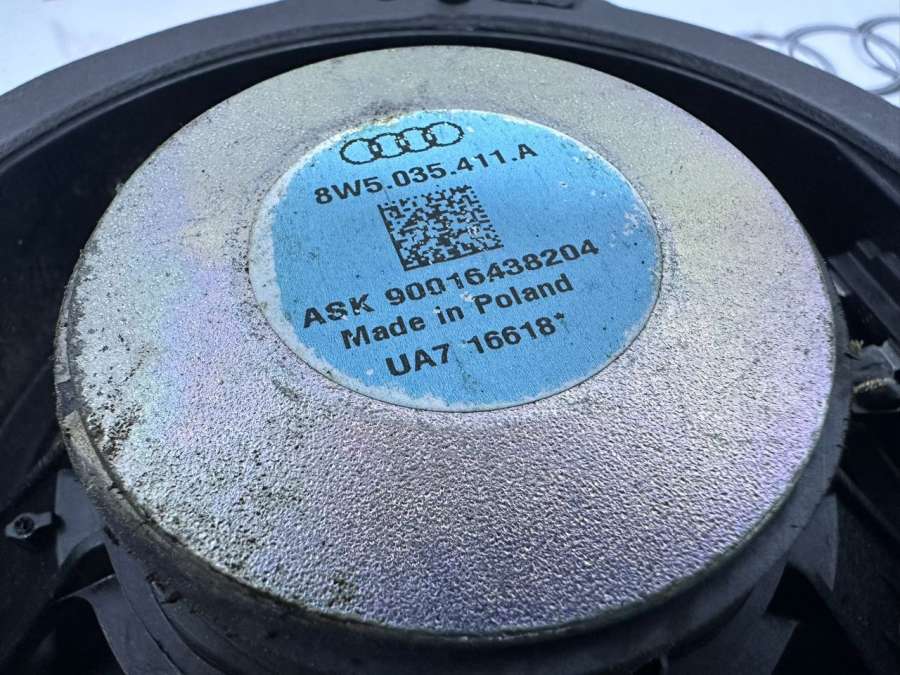 8W5.035.411.A
ASK 90016438204
Made in Poland
UA7 16618*